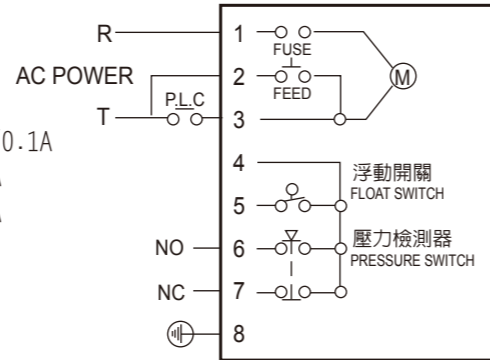 R 1 FUSE
AC POWER 2 FEED M
P.L.C
T 3
0.1A
4
浮動開關
FLOAT SWITCH
5
壓力檢測器
NO 6 PRESSURE SWITCH
NC 7
8